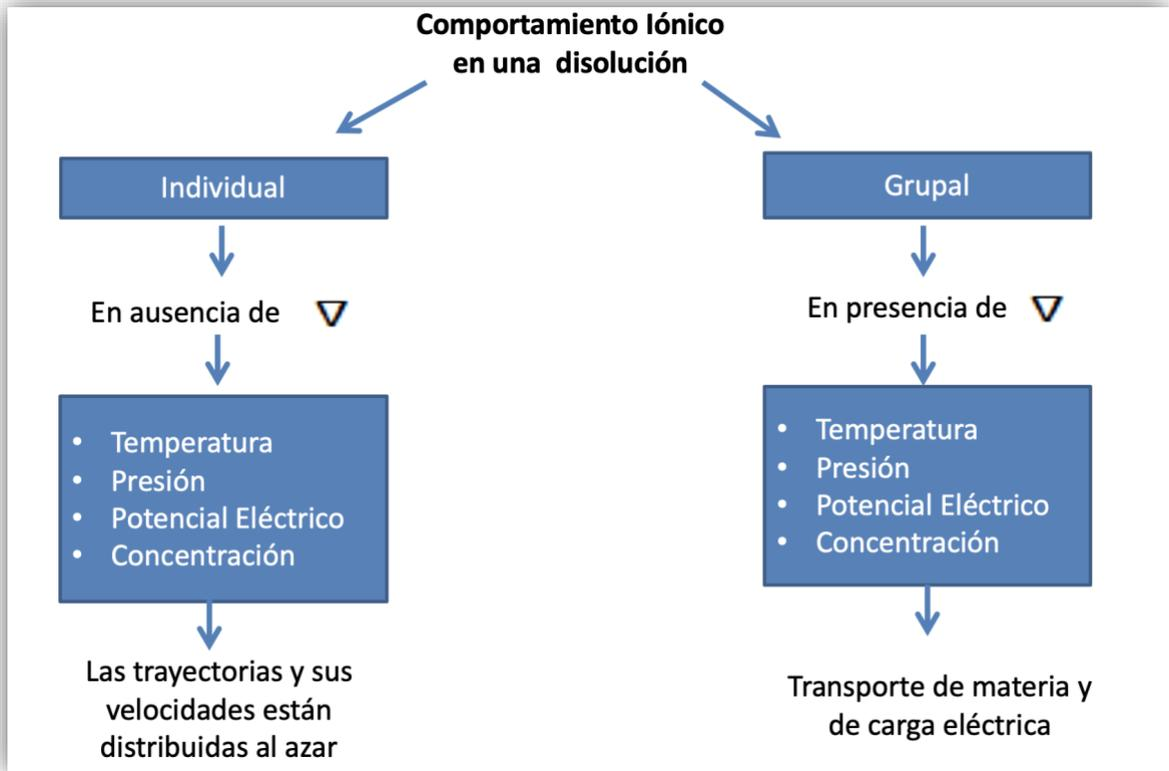 Comportamiento Iónico
en una disolución
Individual
En ausencia de ∇
• Temperatura
• Presión
• Potencial Eléctrico
• Concentración
Las trayectorias y sus
velocidades están
distribuidas al azar
Grupal
En presencia de ∇
• Temperatura
• Presión
• Potencial Eléctrico
• Concentración
Transporte de materia y
de carga eléctrica